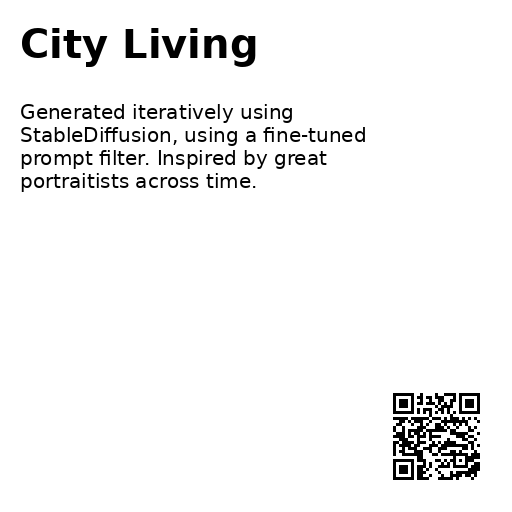 City Living
Generated iteratively using
StableDiffusion, using a fine-tuned
prompt filter. Inspired by great
portraitists across time.